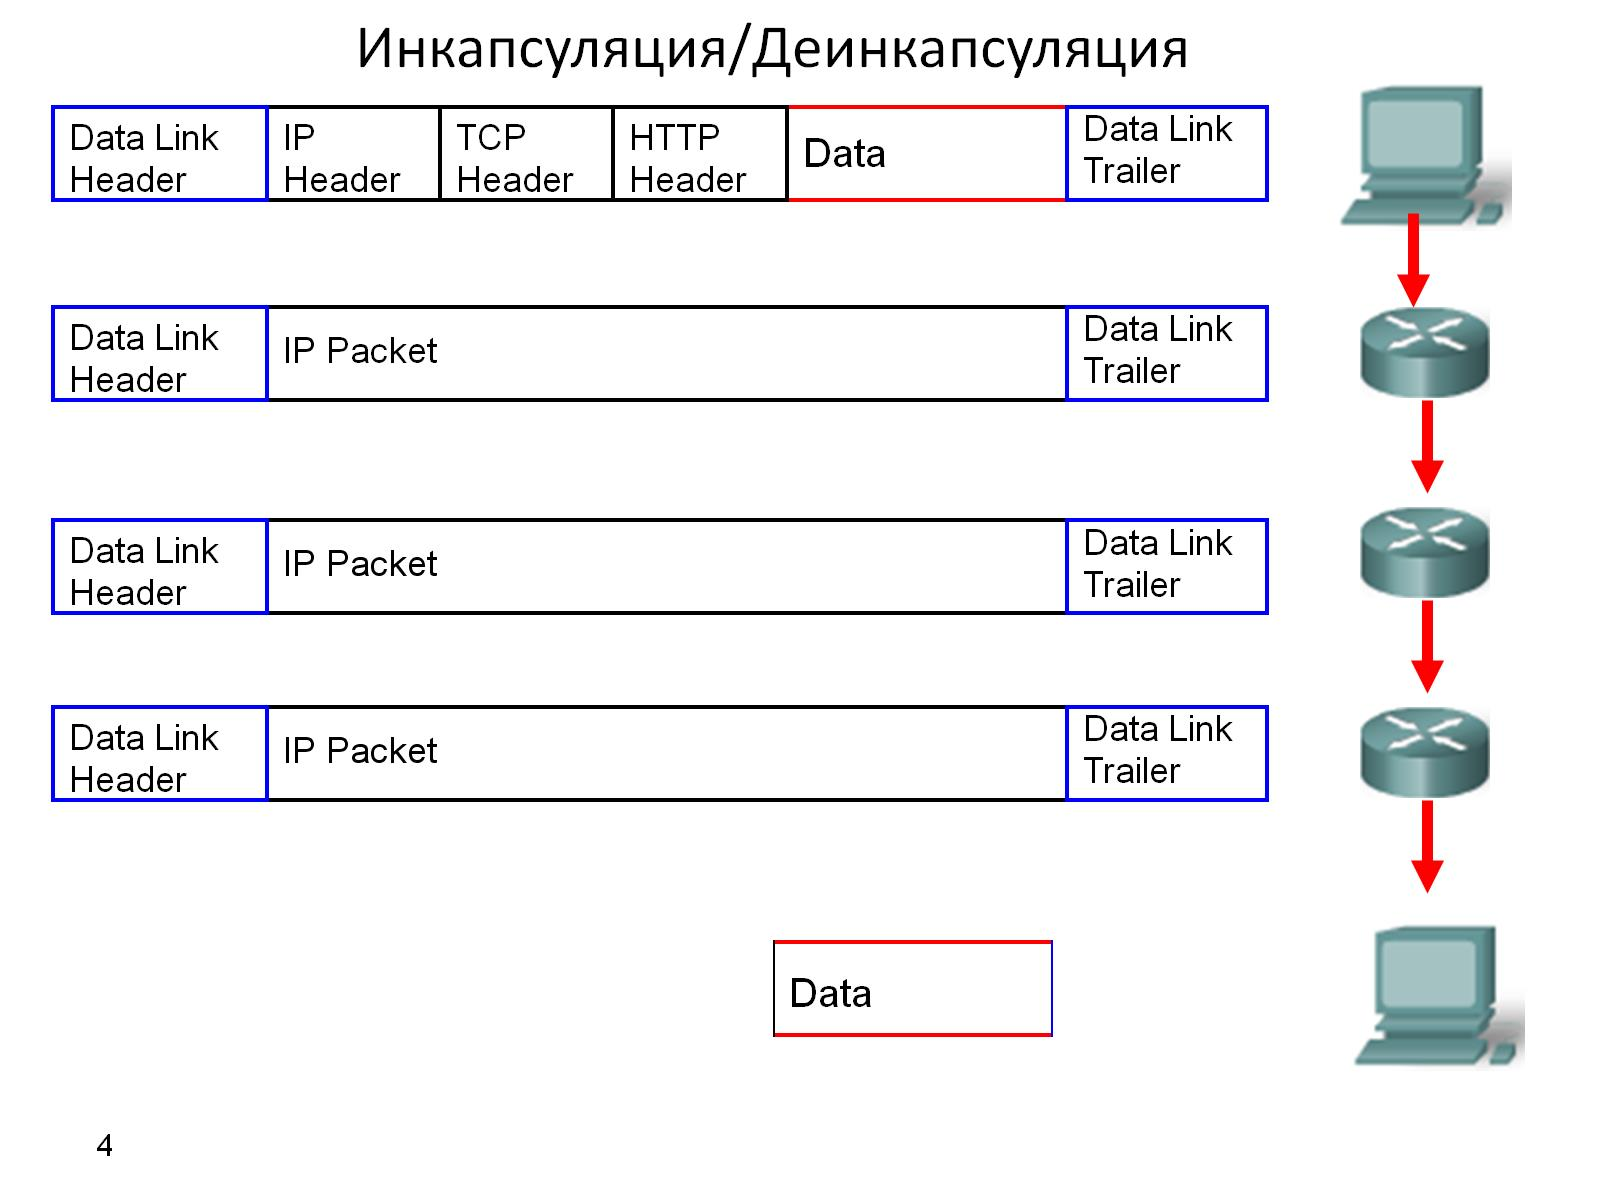 Инкапсуляция/Деинкапсуляция
Data Link
Header
IP
Header
TCP
Header
HTTP
Header
Data
Data Link
Trailer
Data Link
Header
IP Packet
Data Link
Trailer
Data Link
Header
IP Packet
Data Link
Trailer
Data Link
Header
IP Packet
Data Link
Trailer
Data
4